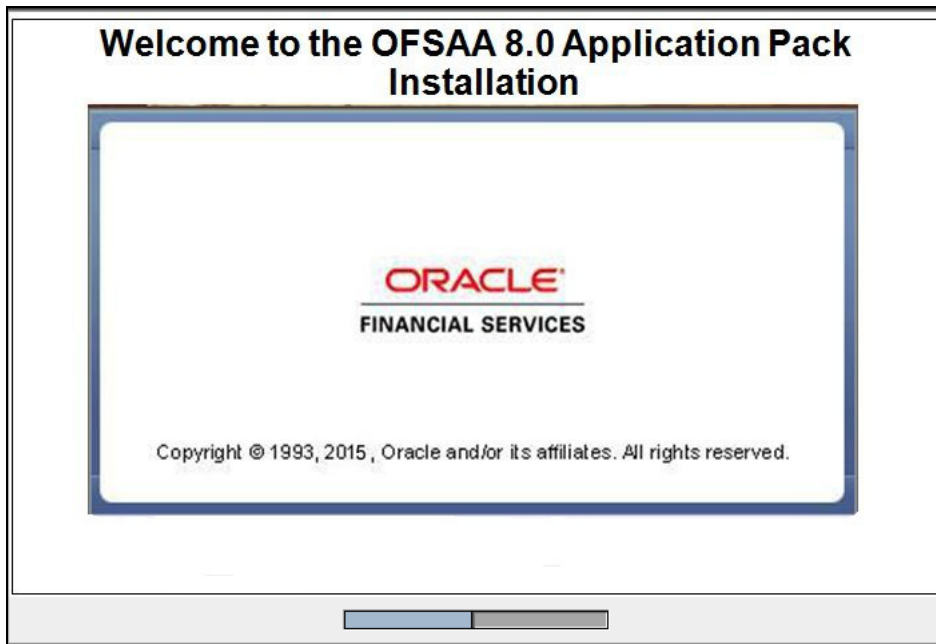 Welcome to the OFSAA 8.0 Application Pack
Installation
ORACLE
FINANCIAL SERVICES
Copyright © 1993, 2015 , Oracle and/or its affiliates. All rights reserved.